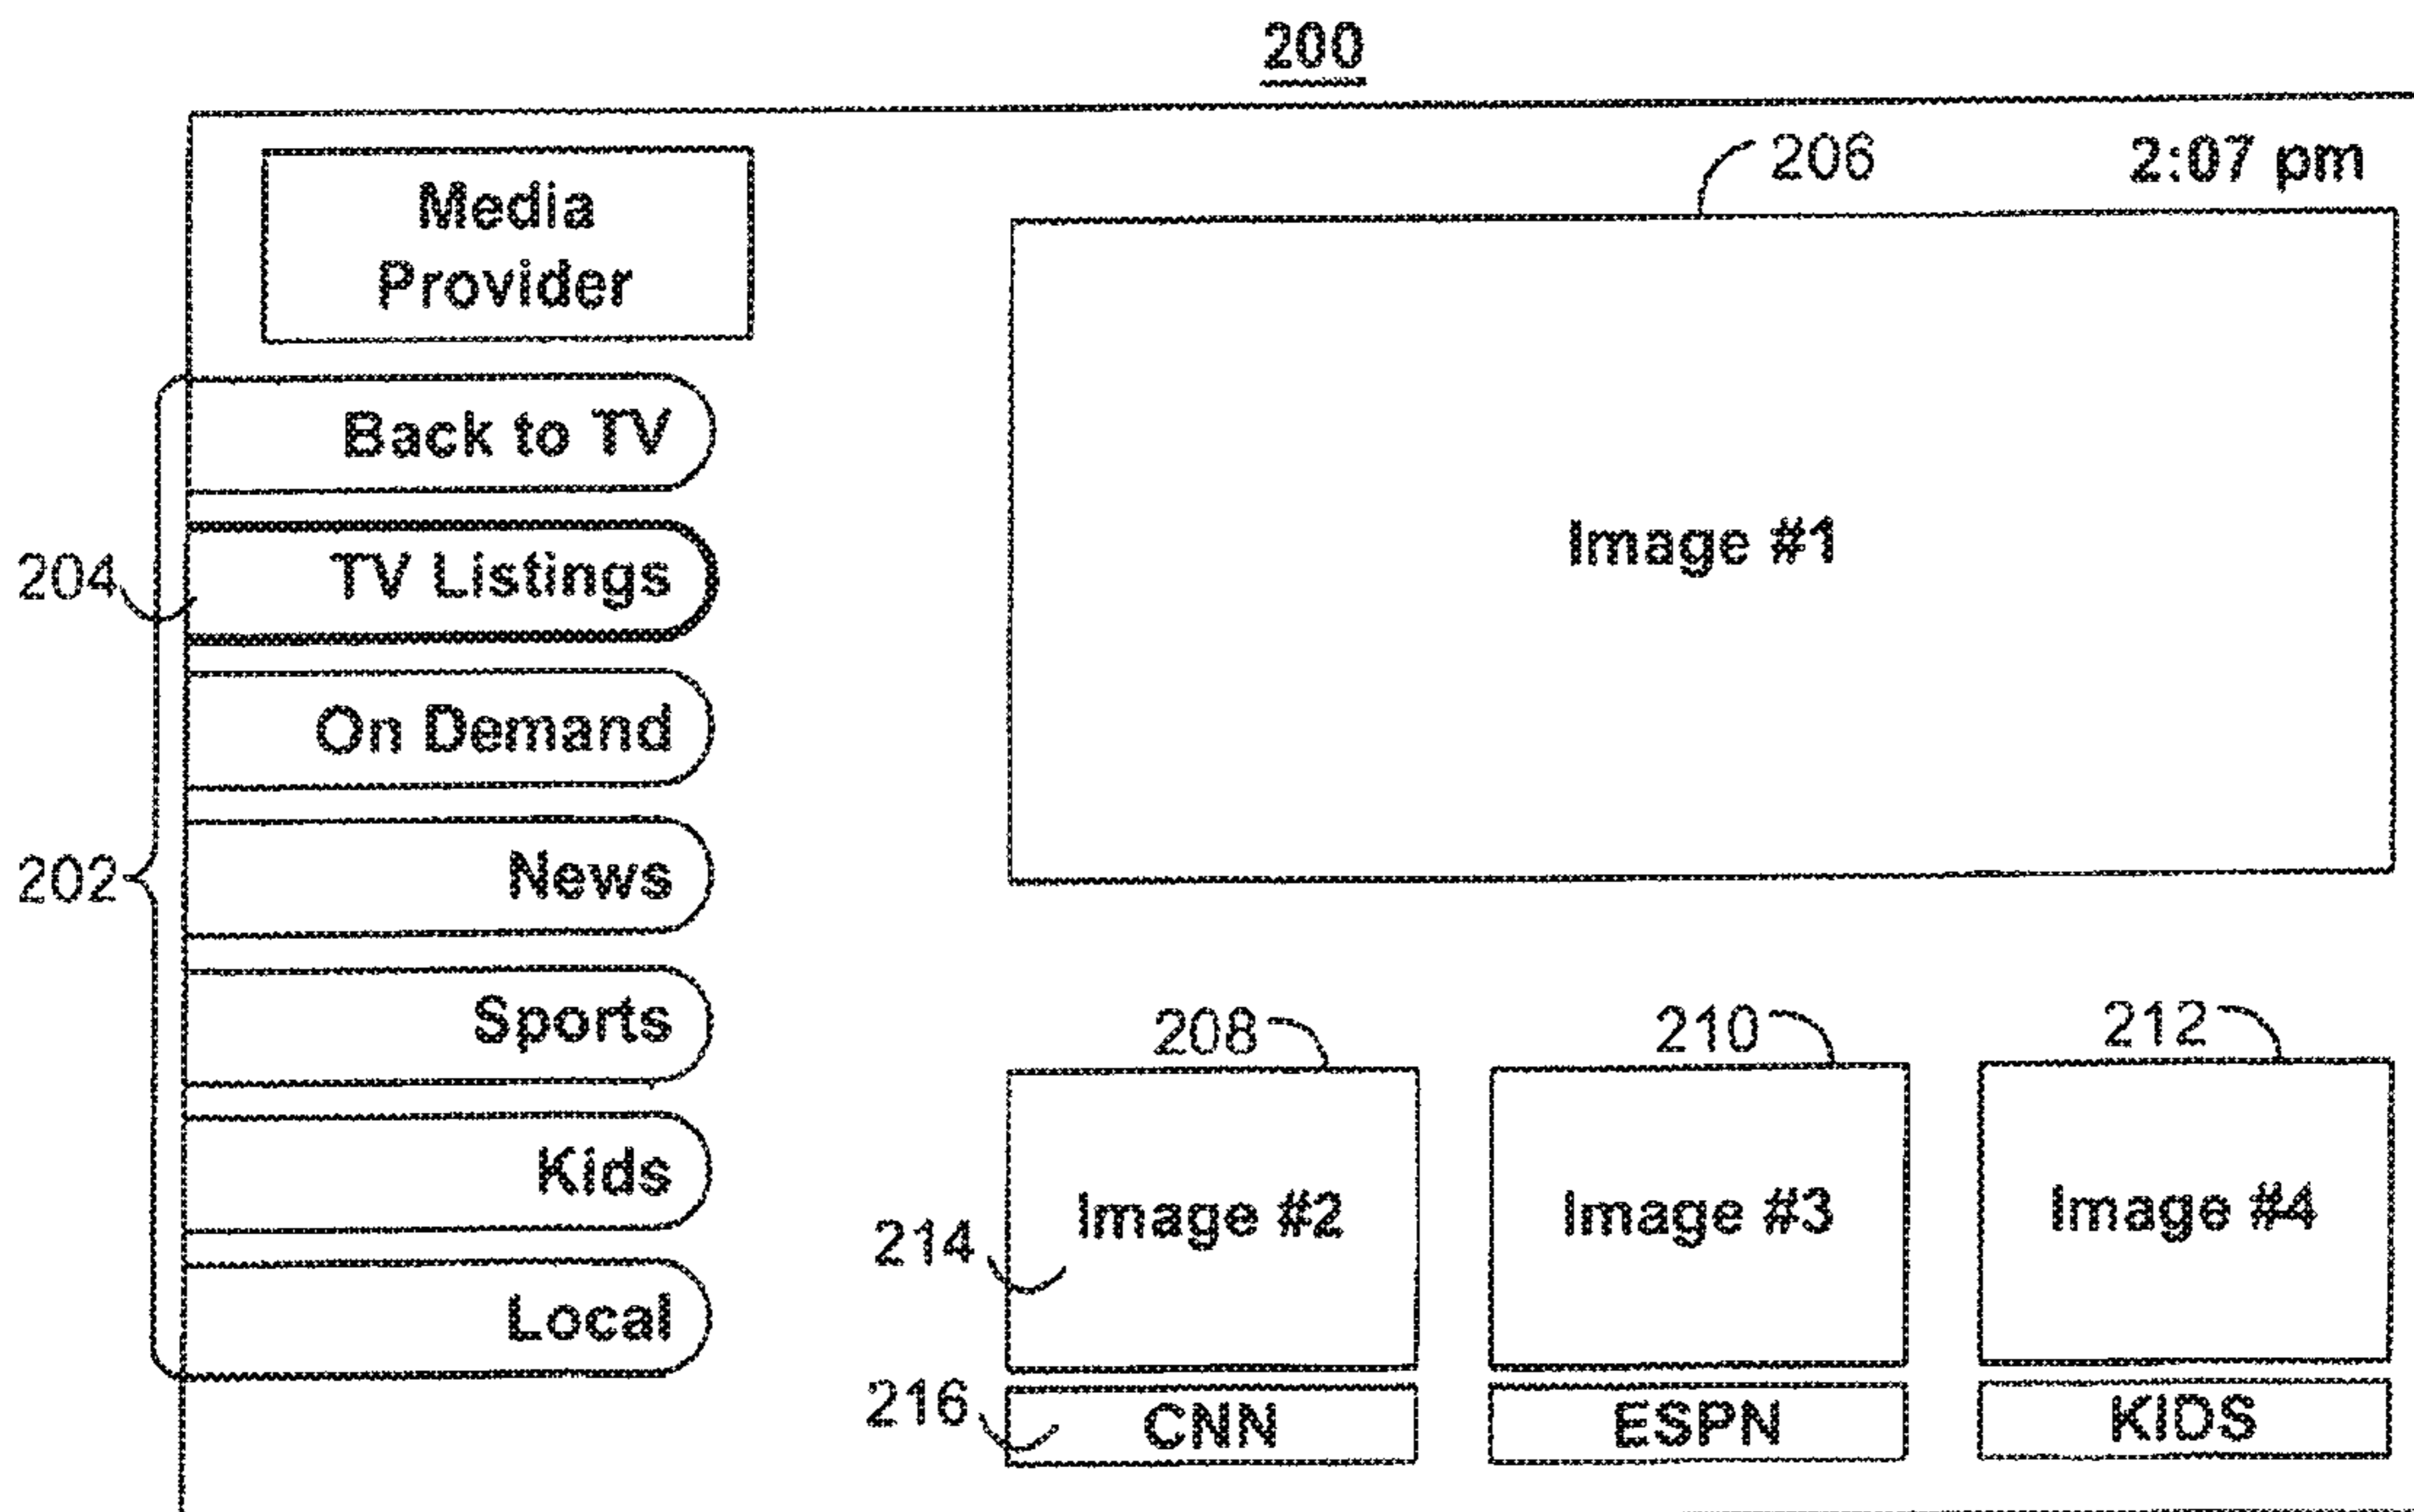 200
206
2:07 pm
Media
Provider
Back to TV
204
TV Listings
Image #1
On Demand
202
News
Sports
208
210
212
Kids
214
Image #2
Image #3
Image #4
Local
216
CNN
ESPN
KIDS